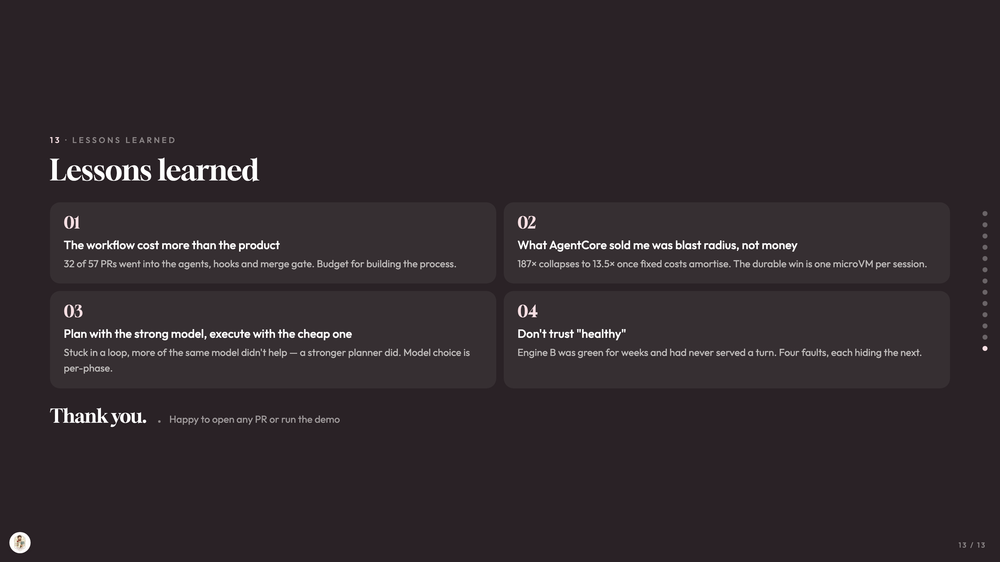 13 · LESSONS LEARNED
Lessons learned
01
The workflow cost more than the product
32 of 57 PRs went into the agents, hooks and merge gate. Budget for building the process.
02
What AgentCore sold me was blast radius, not money
187× collapses to 13.5× once fixed costs amortise. The durable win is one microVM per session.
03
Plan with the strong model, execute with the cheap one
Stuck in a loop, more of the same model didn't help — a stronger planner did. Model choice is
per-phase.
04
Don't trust "healthy"
Engine B was green for weeks and had never served a turn. Four faults, each hiding the next.
Thank you. . Happy to open any PR or run the demo
13 / 13